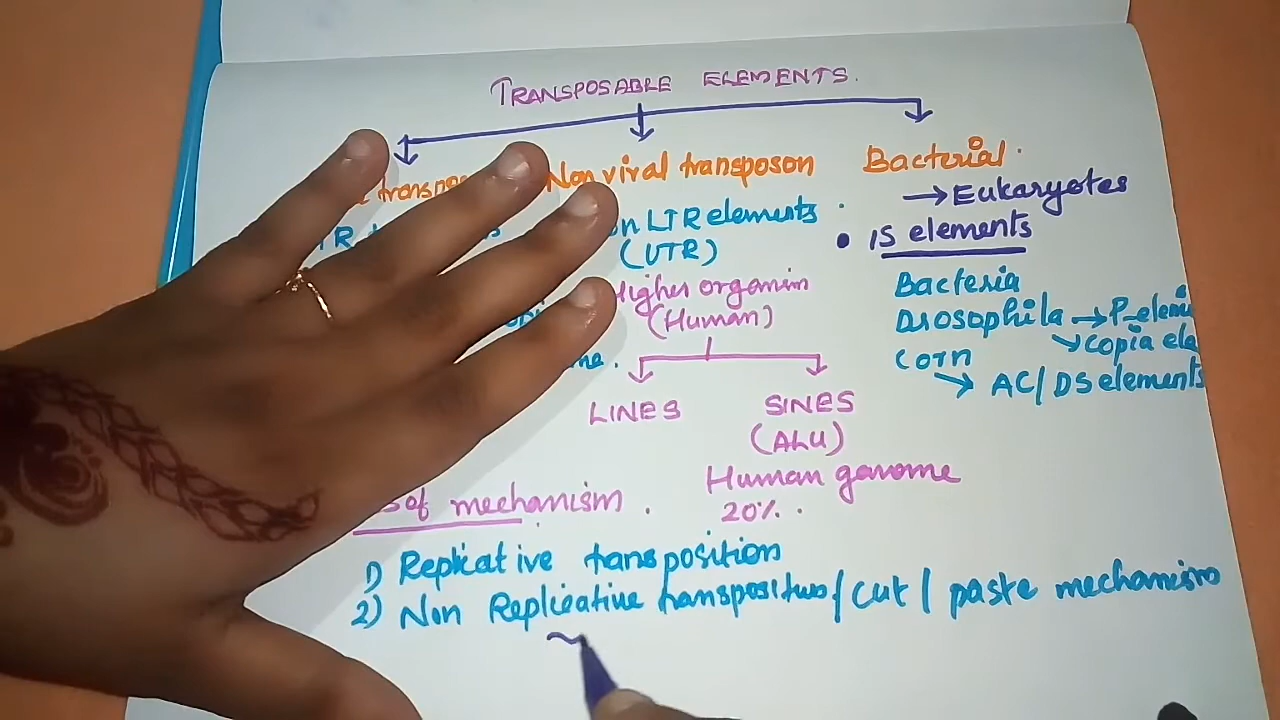 TRANSPOSABLE ELEMENTS.
Non viral transposon
LTR elements
(UTR)
Higher organim
(Human)
LINES
SINES
(ALU)
Human genome
20%.
Bacterial.
→ Eukaryotes
• IS elements
Bacteria
Drosophila → P-elem
→ copia ele
Corn
→ AC/DS elements
of mechanism.
1) Replicative transposition
2) Non Replicative / cut / paste mechanism